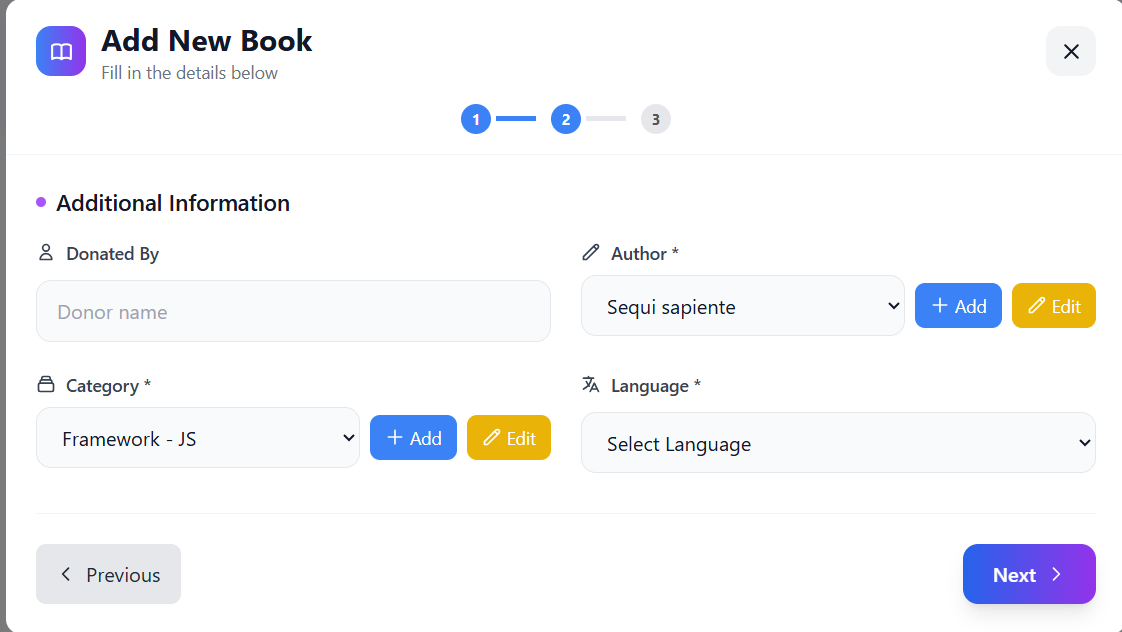 Add New Book
Fill in the details below
1
2
3
Additional Information
Donated By
Donor name
Author *
Sequi sapiente
Add
Edit
Category *
Framework - JS
Add
Edit
Language *
Select Language
Previous
Next